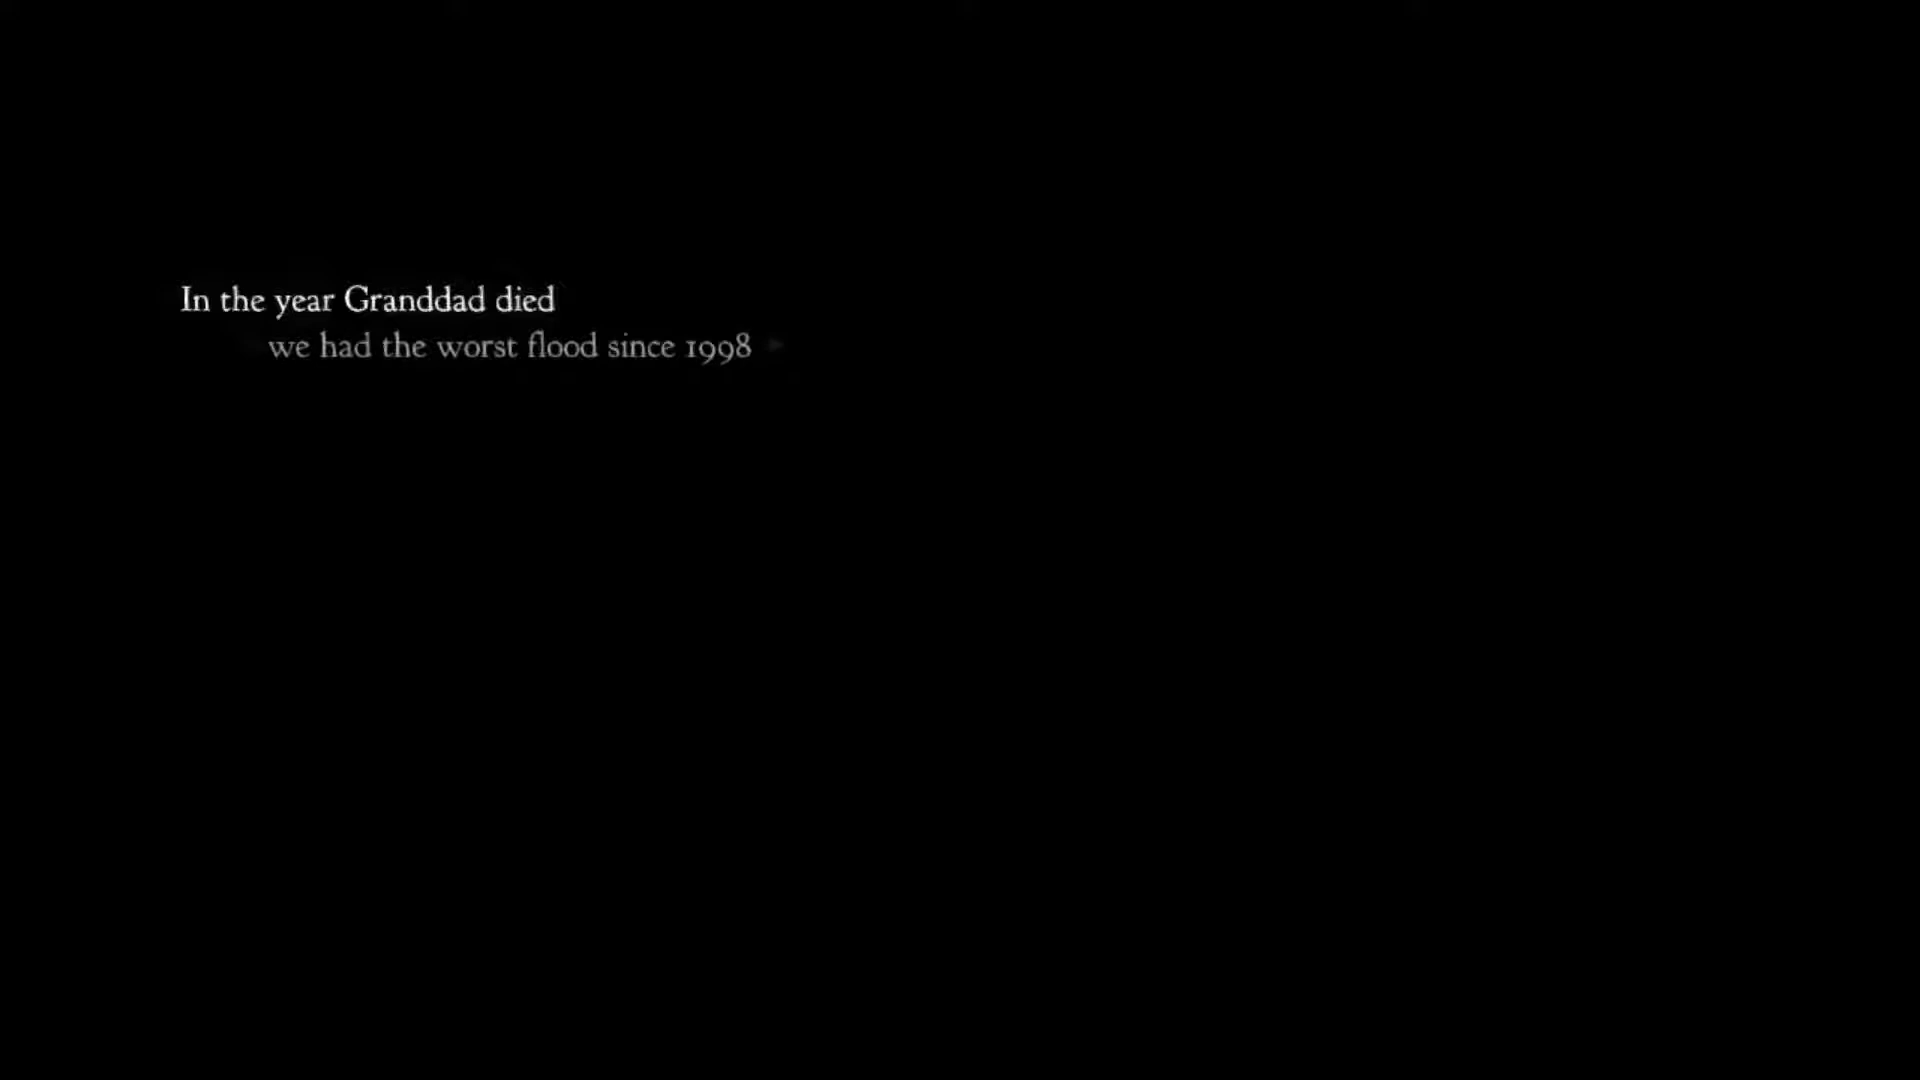 In the year Granddad died
we had the worst flood since 1998